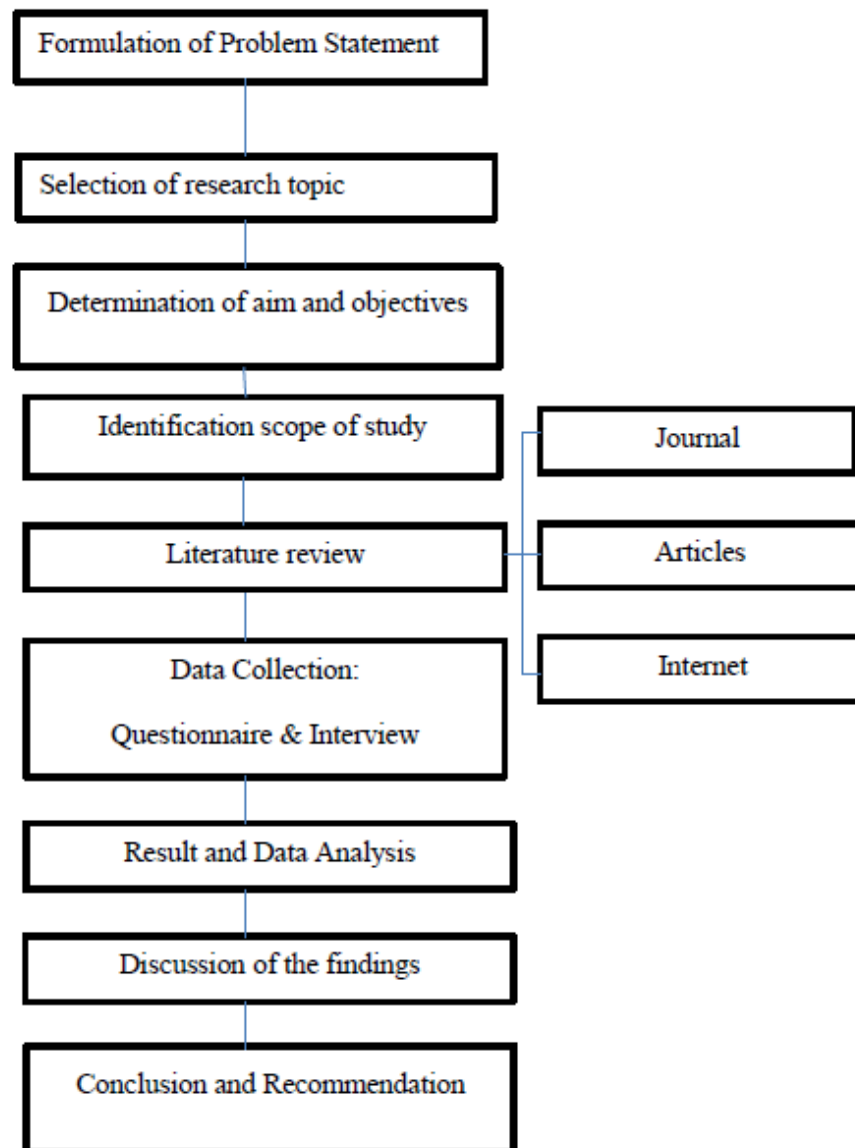 Formulation of Problem Statement
Selection of research topic
Determination of aim and objectives
Identification scope of study
Journal
Literature review
Articles
Internet
Data Collection:
Questionnaire & Interview
Result and Data Analysis
Discussion of the findings
Conclusion and Recommendation